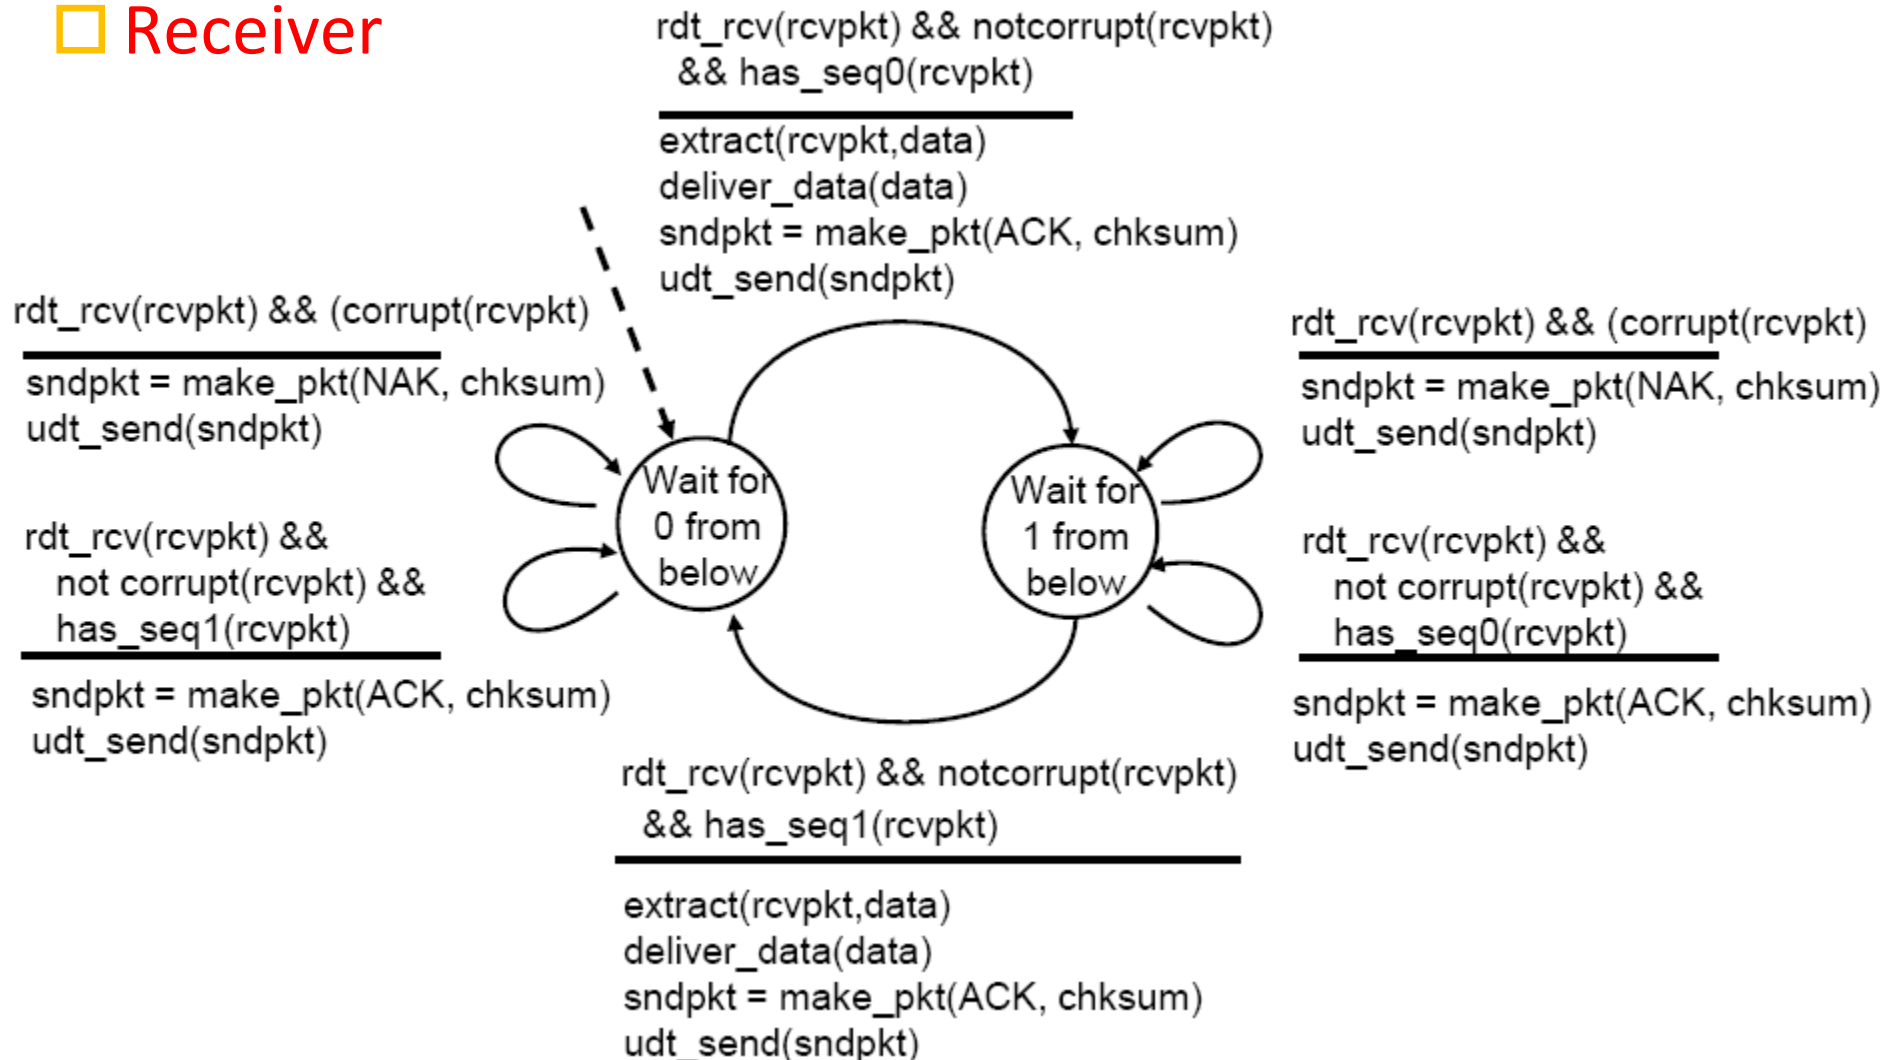 Receiver
rdt_rcv(rcvpkt) && notcorrupt(rcvpkt)
&& has_seq0(rcvpkt)
extract(rcvpkt,data)
deliver_data(data)
sndpkt = make_pkt(ACK, chksum)
udt_send(sndpkt)
rdt_rcv(rcvpkt) && (corrupt(rcvpkt)
sndpkt = make_pkt(NAK, chksum)
udt_send(sndpkt)
rdt_rcv(rcvpkt) &&
not corrupt(rcvpkt) &&
has_seq1(rcvpkt)
sndpkt = make_pkt(ACK, chksum)
udt_send(sndpkt)
Wait for
0 from
below
Wait for
1 from
below
rdt_rcv(rcvpkt) && (corrupt(rcvpkt)
sndpkt = make_pkt(NAK, chksum)
udt_send(sndpkt)
rdt_rcv(rcvpkt) &&
not corrupt(rcvpkt) &&
has_seq0(rcvpkt)
sndpkt = make_pkt(ACK, chksum)
udt_send(sndpkt)
rdt_rcv(rcvpkt) && notcorrupt(rcvpkt)
&& has_seq1(rcvpkt)
extract(rcvpkt,data)
deliver_data(data)
sndpkt = make_pkt(ACK, chksum)
udt_send(sndpkt)